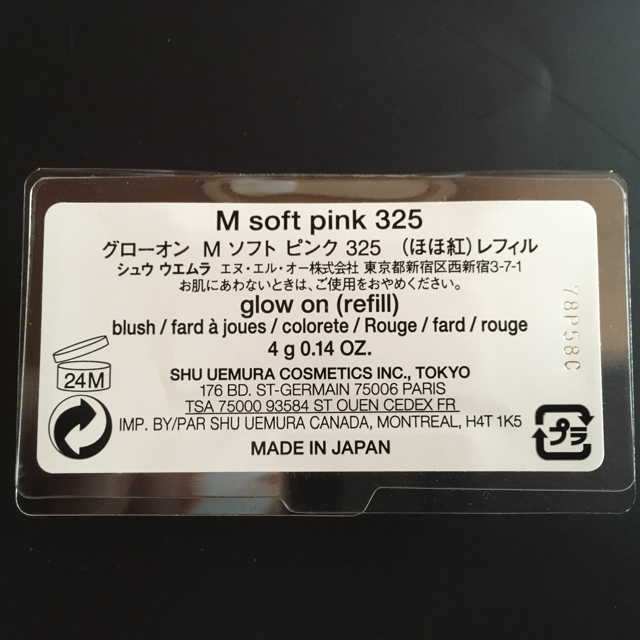 M soft pink 325
グローオン M ソフト ピンク 325 (ほほ紅)レフィル
シュウ ウエムラ エヌ・エル・オー株式会社 東京都新宿区西新宿3-7-1
お肌にあわないときは、ご使用をおやめください。
glow on (refill)
blush / fard à joues / colorete / Rouge / fard / rouge
4 g 0.14 OZ.
SHU UEMURA COSMETICS INC., TOKYO
176 BD. ST-GERMAIN 75006 PARIS
TSA 75000 93584 ST OUEN CEDEX FR
IMP. BY/PAR SHU UEMURA CANADA, MONTREAL, H4T 1K5
MADE IN JAPAN
24M
プラ
78P58C